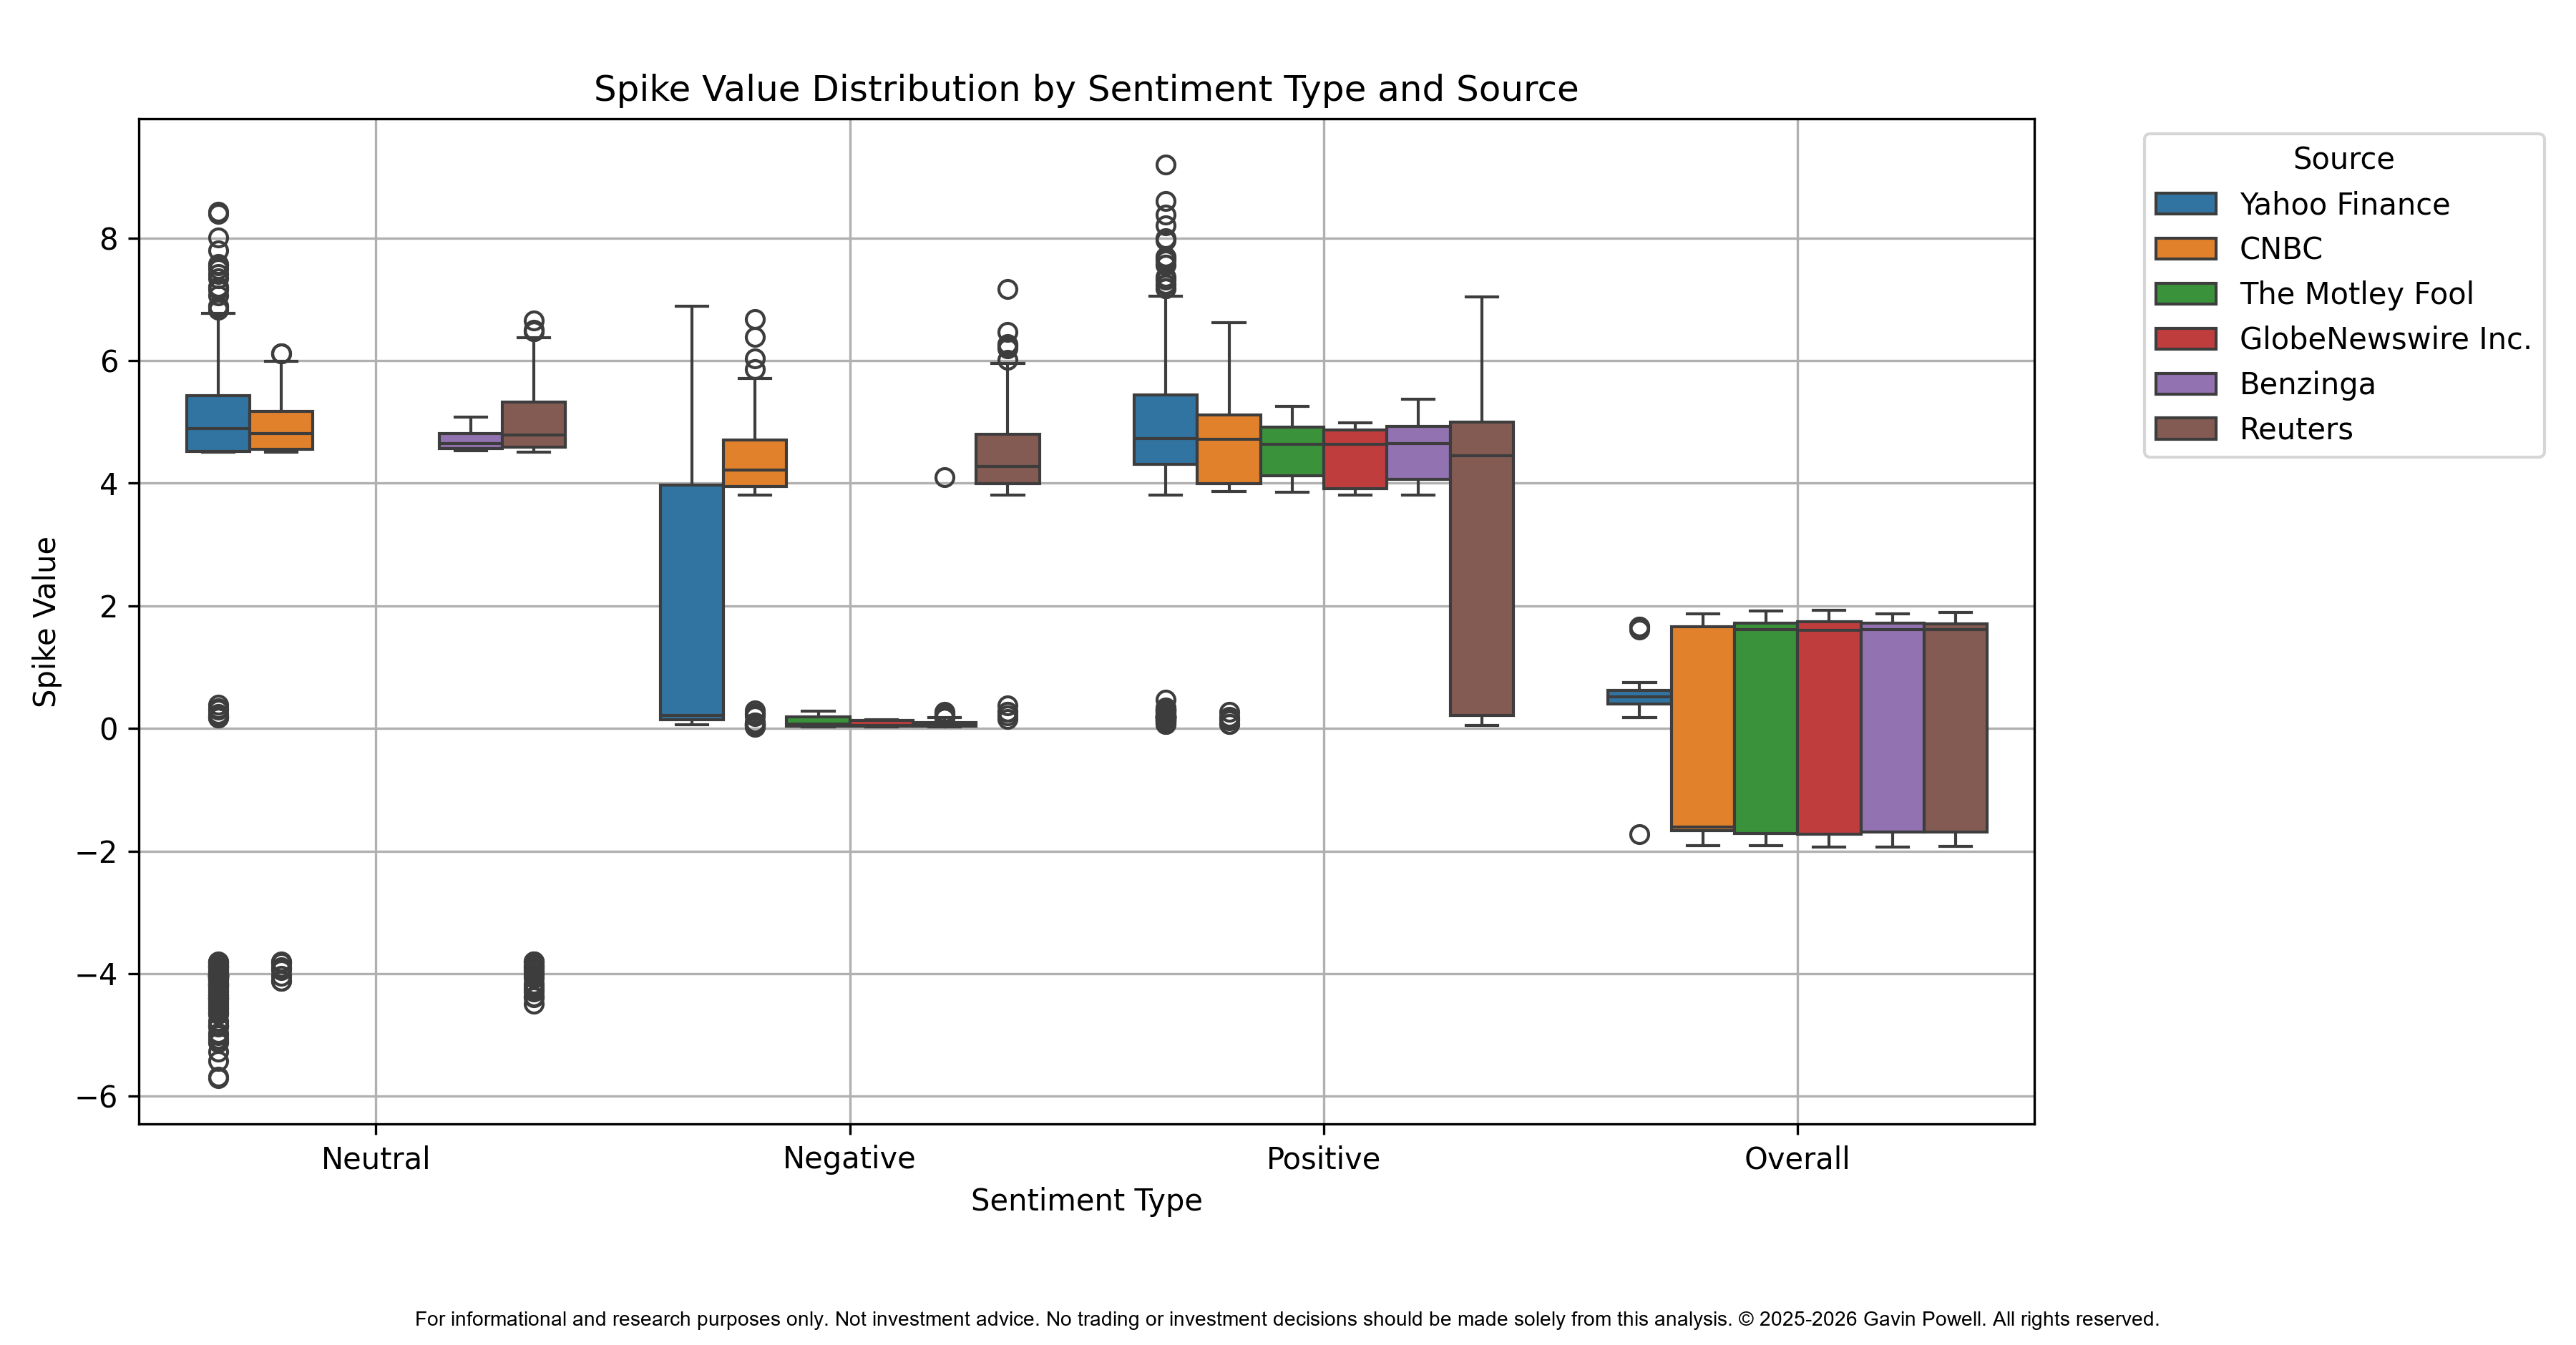 Spike Value Distribution by Sentiment Type and Source
Source
Yahoo Finance
CNBC
The Motley Fool
GlobeNewswire Inc.
Benzinga
Reuters
Spike Value
8
6
4
2
0
−2
−4
−6
Neutral
Negative
Positive
Overall
Sentiment Type
For informational and research purposes only. Not investment advice. No trading or investment decisions should be made solely from this analysis. © 2025-2026 Gavin Powell. All rights reserved.